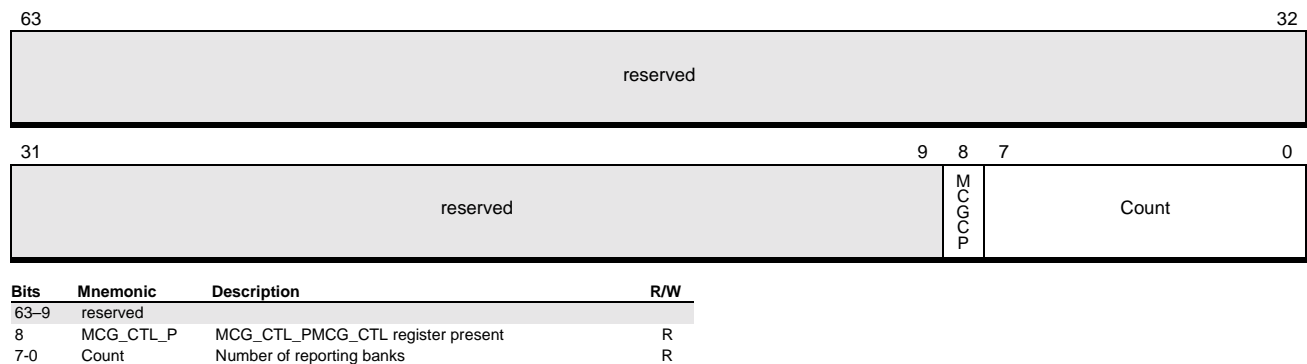 63 32
reserved
31 9 8 7 0
reserved MCGCP Count
Bits Mnemonic Description R/W
63–9 reserved
8 MCG_CTL_P MCG_CTL_PMCG_CTL register present R
7-0 Count Number of reporting banks R